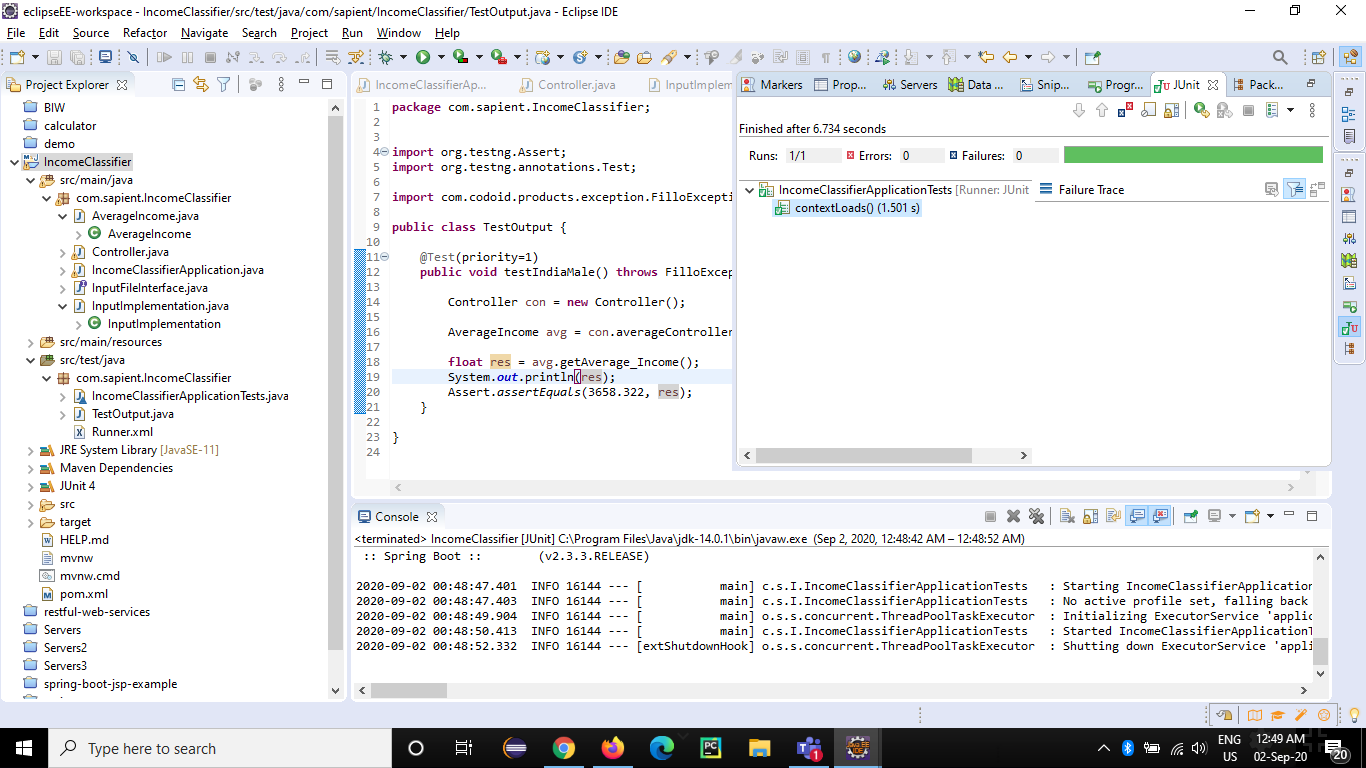 eclipseEE-workspace - IncomeClassifier/src/test/java/com/sapient/IncomeClassifier/TestOutput.java - Eclipse IDE
File Edit Source Refactor Navigate Search Project Run Window Help
Project Explorer
BIW
calculator
demo
IncomeClassifier
src/main/java
com.sapient.IncomeClassifier
AverageIncome.java
AverageIncome
Controller.java
IncomeClassifierApplication.java
InputFileInterface.java
InputImplementation.java
InputImplementation
src/main/resources
src/test/java
com.sapient.IncomeClassifier
IncomeClassifierApplicationTests.java
TestOutput.java
Runner.xml
JRE System Library [JavaSE-11]
Maven Dependencies
JUnit 4
src
target
HELP.md
mvnw
mvnw.cmd
pom.xml
restful-web-services
Servers
Servers2
Servers3
spring-boot-jsp-example
IncomeClassifierAp... Controller.java InputImplem
1 package com.sapient.IncomeClassifier;
2
3
4 import org.testng.Assert;
5 import org.testng.annotations.Test;
6
7 import com.codoid.products.exception.FilloExcepti
8
9 public class TestOutput {
10
11 @Test(priority=1)
12 public void testIndiaMale() throws FilloExcep
13
14 Controller con = new Controller();
15
16 AverageIncome avg = con.averageController
17
18 float res = avg.getAverage_Income();
19 System.out.println(res);
20 Assert.assertEquals(3658.322, res);
21 }
22
23 }
24
Markers Prop... Servers Data ... Snip... Progr... JUnit Pack...
Finished after 6.734 seconds
Runs: 1/1 Errors: 0 Failures: 0
IncomeClassifierApplicationTests [Runner: JUnit
contextLoads() (1.501 s)
Failure Trace
Console
<terminated> IncomeClassifier [JUnit] C:\Program Files\Java\jdk-14.0.1\bin\javaw.exe (Sep 2, 2020, 12:48:42 AM – 12:48:52 AM)
:: Spring Boot :: (v2.3.3.RELEASE)
2020-09-02 00:48:47.401 INFO 16144 --- [ main] c.s.I.IncomeClassifierApplicationTests : Starting IncomeClassifierApplication
2020-09-02 00:48:47.403 INFO 16144 --- [ main] c.s.I.IncomeClassifierApplicationTests : No active profile set, falling back
2020-09-02 00:48:49.904 INFO 16144 --- [ main] o.s.s.concurrent.ThreadPoolTaskExecutor : Initializing ExecutorService 'applic
2020-09-02 00:48:50.413 INFO 16144 --- [ main] c.s.I.IncomeClassifierApplicationTests : Started IncomeClassifierApplicationT
2020-09-02 00:48:52.332 INFO 16144 --- [extShutdownHook] o.s.s.concurrent.ThreadPoolTaskExecutor : Shutting down ExecutorService 'appli
Type here to search
ENG
US
12:49 AM
02-Sep-20
20